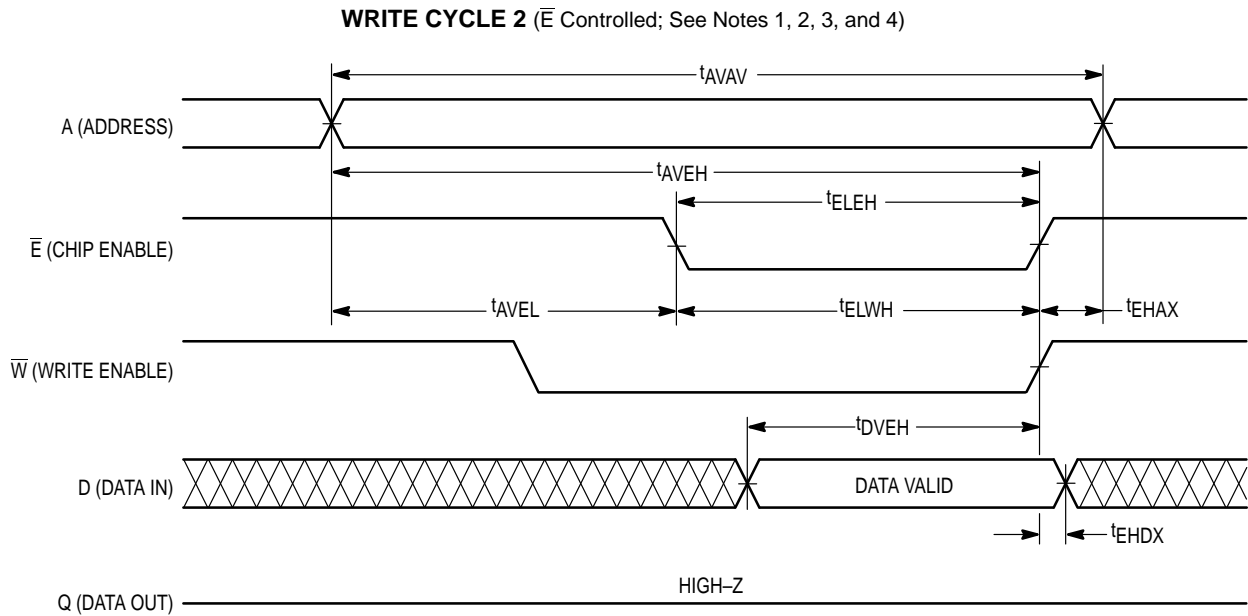 WRITE CYCLE 2 (E̅ Controlled; See Notes 1, 2, 3, and 4)
tAVAV
A (ADDRESS)
tAVEH
tELEH
E̅ (CHIP ENABLE)
tAVEL
tELWH
tEHAX
W̅ (WRITE ENABLE)
tDVEH
D (DATA IN)
DATA VALID
tEHDX
HIGH–Z
Q (DATA OUT)